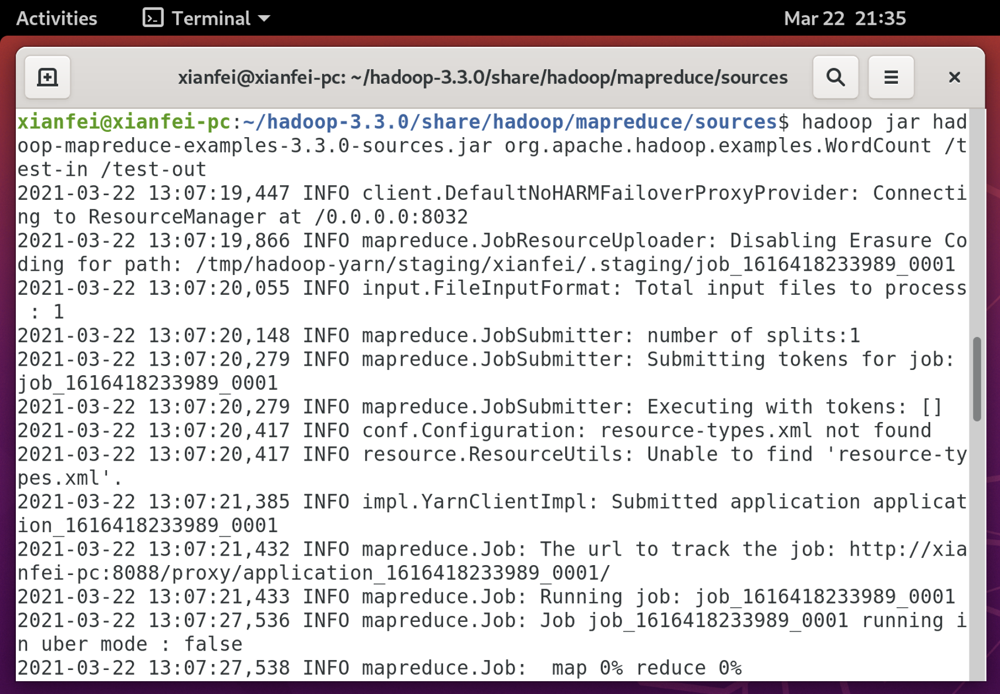 Activities Terminal Mar 22 21:35
xianfei@xianfei-pc: ~/hadoop-3.3.0/share/hadoop/mapreduce/sources
xianfei@xianfei-pc:~/hadoop-3.3.0/share/hadoop/mapreduce/sources$ hadoop jar had
oop-mapreduce-examples-3.3.0-sources.jar org.apache.hadoop.examples.WordCount /t
est-in /test-out
2021-03-22 13:07:19,447 INFO client.DefaultNoHARMFailoverProxyProvider: Connecti
ng to ResourceManager at /0.0.0.0:8032
2021-03-22 13:07:19,866 INFO mapreduce.JobResourceUploader: Disabling Erasure Co
ding for path: /tmp/hadoop-yarn/staging/xianfei/.staging/job_1616418233989_0001
2021-03-22 13:07:20,055 INFO input.FileInputFormat: Total input files to process
 : 1
2021-03-22 13:07:20,148 INFO mapreduce.JobSubmitter: number of splits:1
2021-03-22 13:07:20,279 INFO mapreduce.JobSubmitter: Submitting tokens for job:
job_1616418233989_0001
2021-03-22 13:07:20,279 INFO mapreduce.JobSubmitter: Executing with tokens: []
2021-03-22 13:07:20,417 INFO conf.Configuration: resource-types.xml not found
2021-03-22 13:07:20,417 INFO resource.ResourceUtils: Unable to find 'resource-ty
pes.xml'.
2021-03-22 13:07:21,385 INFO impl.YarnClientImpl: Submitted application applicat
ion_1616418233989_0001
2021-03-22 13:07:21,432 INFO mapreduce.Job: The url to track the job: http://xia
nfei-pc:8088/proxy/application_1616418233989_0001/
2021-03-22 13:07:21,433 INFO mapreduce.Job: Running job: job_1616418233989_0001
2021-03-22 13:07:27,536 INFO mapreduce.Job: Job job_1616418233989_0001 running i
n uber mode : false
2021-03-22 13:07:27,538 INFO mapreduce.Job:  map 0% reduce 0%